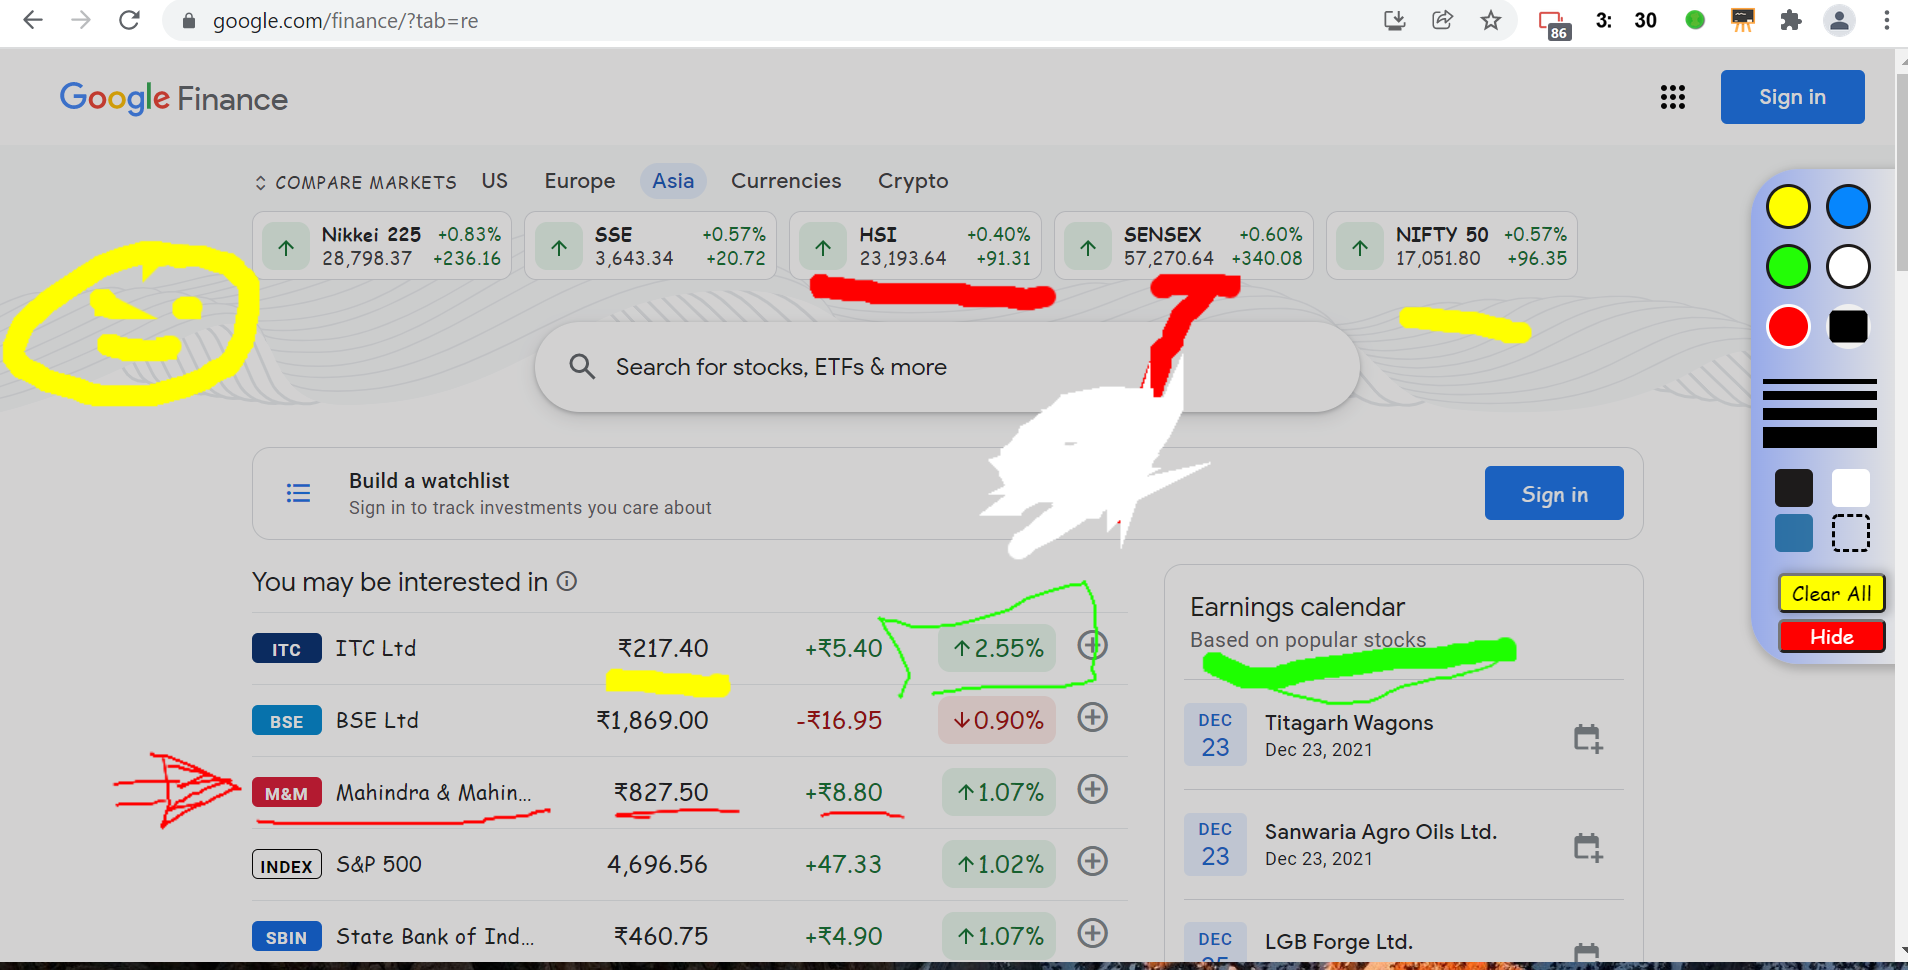 google.com/finance/?tab=re
86
3:
30
Google Finance
Sign in
COMPARE MARKETS US Europe Asia Currencies Crypto
Nikkei 225 +0.83%
28,798.37 +236.16
SSE +0.57%
3,643.34 +20.72
HSI +0.40%
23,193.64 +91.31
SENSEX +0.60%
57,270.64 +340.08
NIFTY 50 +0.57%
17,051.80 +96.35
Search for stocks, ETFs & more
Build a watchlist
Sign in to track investments you care about
Sign in
You may be interested in
ITC ITC Ltd ₹217.40 +₹5.40 ↑2.55%
BSE BSE Ltd ₹1,869.00 -₹16.95 ↓0.90%
M&M Mahindra & Mahin... ₹827.50 +₹8.80 ↑1.07%
INDEX S&P 500 4,696.56 +47.33 ↑1.02%
SBIN State Bank of Ind... ₹460.75 +₹4.90 ↑1.07%
Earnings calendar
Based on popular stocks
DEC
23
Titagarh Wagons
Dec 23, 2021
DEC
23
Sanwaria Agro Oils Ltd.
Dec 23, 2021
DEC
LGB Forge Ltd.
Clear All
Hide